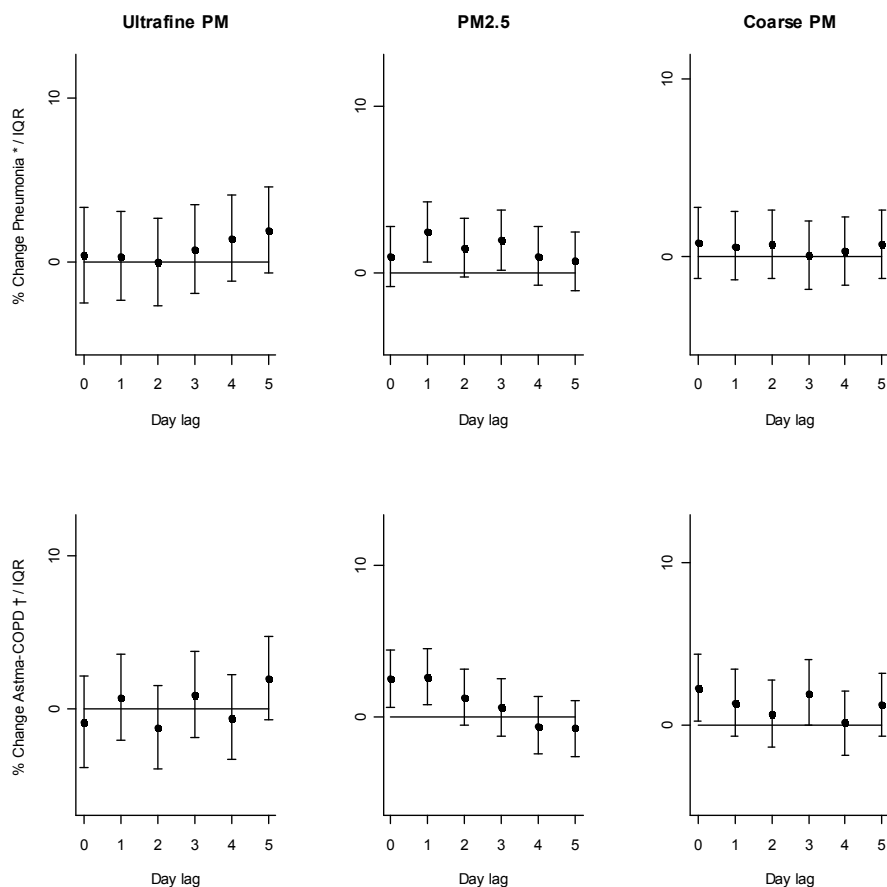 Ultrafine PM PM2.5 Coarse PM
% Change Pneumonia * / IQR
10
0
10
0
10
0
0 1 2 3 4 5 0 1 2 3 4 5 0 1 2 3 4 5
Day lag Day lag Day lag
% Change Astma-COPD † / IQR
10
0
10
0
10
0
0 1 2 3 4 5 0 1 2 3 4 5 0 1 2 3 4 5
Day lag Day lag Day lag